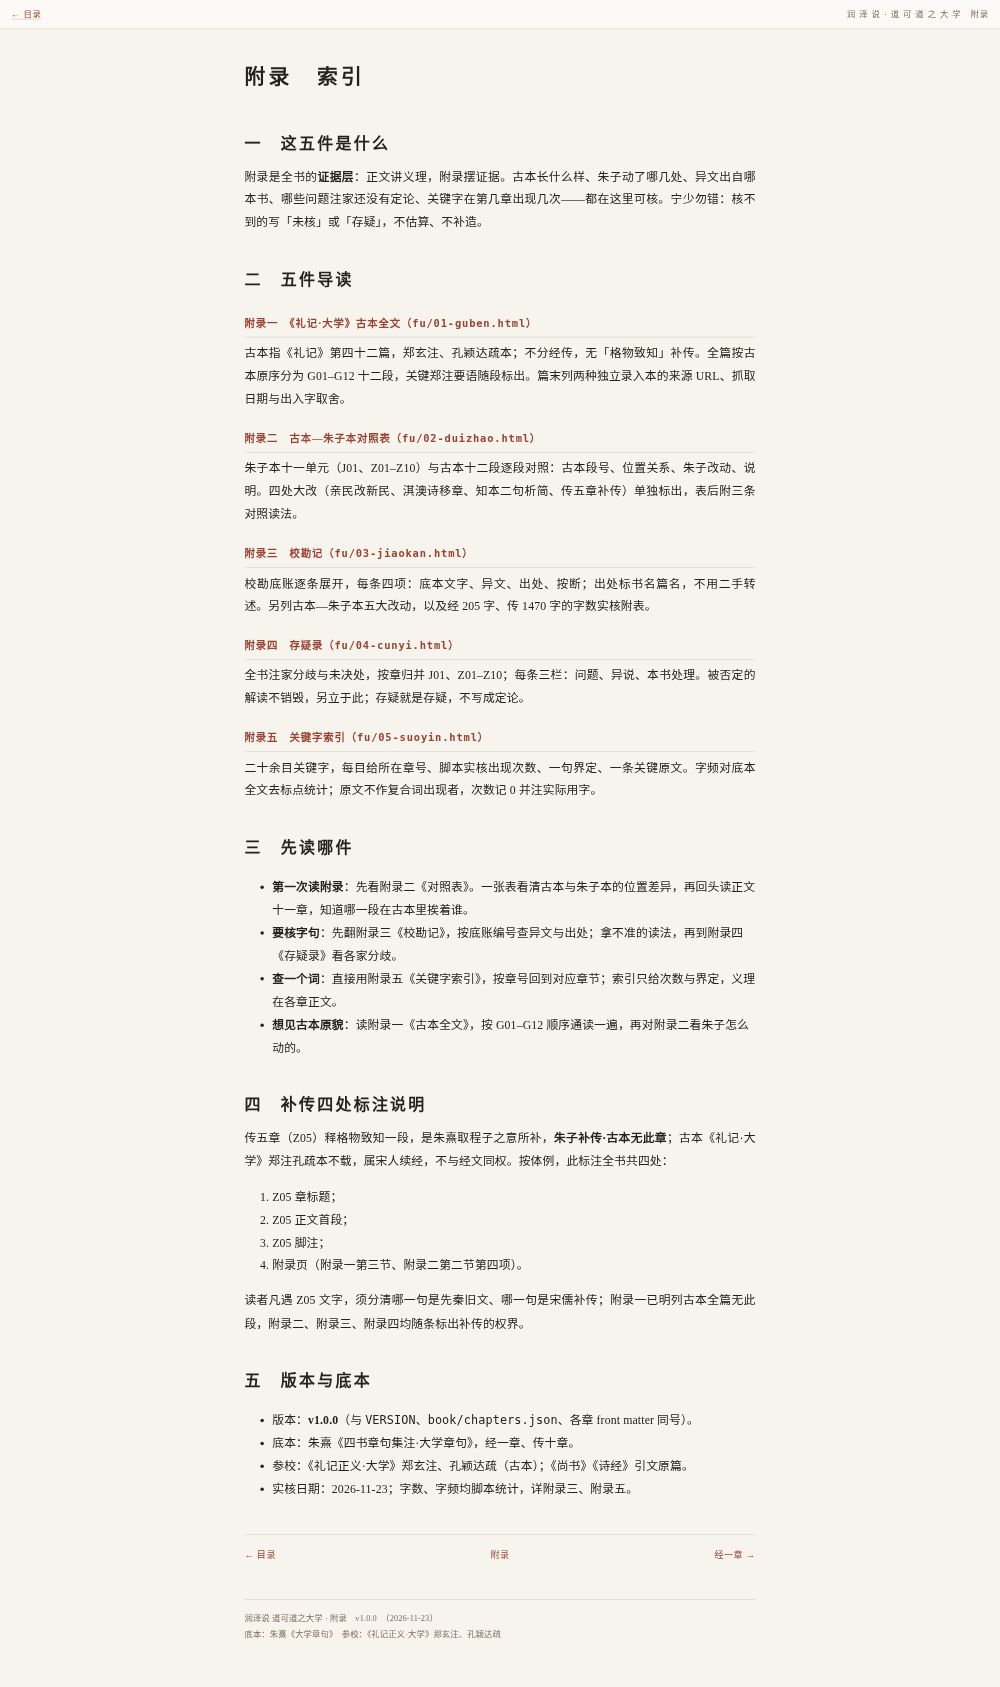 ← 目录
润泽说·道可道之大学　附录
附录　索引
一　这五件是什么
附录是全书的证据层：正文讲义理，附录摆证据。古本长什么样、朱子动了哪几处、异文出自哪
本书、哪些问题注家还没有定论、关键字在第几章出现几次——都在这里可核。宁少勿错：核不
到的写「未核」或「存疑」，不估算、不补造。
二　五件导读
附录一　《礼记·大学》古本全文（fu/01-guben.html）
古本指《礼记》第四十二篇，郑玄注、孔颖达疏本；不分经传，无「格物致知」补传。全篇按古
本原序分为 G01–G12 十二段，关键郑注要语随段标出。篇末列两种独立录入本的来源 URL、抓取
日期与出入字取舍。
附录二　古本—朱子本对照表（fu/02-duizhao.html）
朱子本十一单元（J01、Z01–Z10）与古本十二段逐段对照：古本段号、位置关系、朱子改动、说
明。四处大改（亲民改新民、淇澳诗移章、知本二句析简、传五章补传）单独标出，表后附三条
对照读法。
附录三　校勘记（fu/03-jiaokan.html）
校勘底账逐条展开，每条四项：底本文字、异文、出处、按断；出处标书名篇名，不用二手转
述。另列古本—朱子本五大改动，以及经 205 字、传 1470 字的字数实核附表。
附录四　存疑录（fu/04-cunyi.html）
全书注家分歧与未决处，按章归并 J01、Z01–Z10；每条三栏：问题、异说、本书处理。被否定的
解读不销毁，另立于此；存疑就是存疑，不写成定论。
附录五　关键字索引（fu/05-suoyin.html）
二十余目关键字，每目给所在章号、脚本实核出现次数、一句界定、一条关键原文。字频对底本
全文去标点统计；原文不作复合词出现者，次数记 0 并注实际用字。
三　先读哪件
• 第一次读附录：先看附录二《对照表》。一张表看清古本与朱子本的位置差异，再回头读正文
十一章，知道哪一段在古本里挨着谁。
• 要核字句：先翻附录三《校勘记》，按底账编号查异文与出处；拿不准的读法，再到附录四
《存疑录》看各家分歧。
• 查一个词：直接用附录五《关键字索引》，按章号回到对应章节；索引只给次数与界定，义理
在各章正文。
• 想见古本原貌：读附录一《古本全文》，按 G01–G12 顺序通读一遍，再对附录二看朱子怎么
动的。
四　补传四处标注说明
传五章（Z05）释格物致知一段，是朱熹取程子之意所补，朱子补传·古本无此章；古本《礼记·大
学》郑注孔疏本不载，属宋人续经，不与经文同权。按体例，此标注全书共四处：
1. Z05 章标题；
2. Z05 正文首段；
3. Z05 脚注；
4. 附录页（附录一第三节、附录二第二节第四项）。
读者凡遇 Z05 文字，须分清哪一句是先秦旧文、哪一句是宋儒补传；附录一已明列古本全篇无此
段，附录二、附录三、附录四均随条标出补传的权界。
五　版本与底本
• 版本：v1.0.0（与 VERSION、book/chapters.json、各章 front matter 同号）。
• 底本：朱熹《四书章句集注·大学章句》，经一章、传十章。
• 参校：《礼记正义·大学》郑玄注、孔颖达疏（古本）；《尚书》《诗经》引文原篇。
• 实核日期：2026-11-23；字数、字频均脚本统计，详附录三、附录五。
← 目录
附录
经一章 →
润泽说 道可道之大学 · 附录　v1.0.0　（2026-11-23）
底本：朱熹《大学章句》　参校：《礼记正义·大学》郑玄注、孔颖达疏